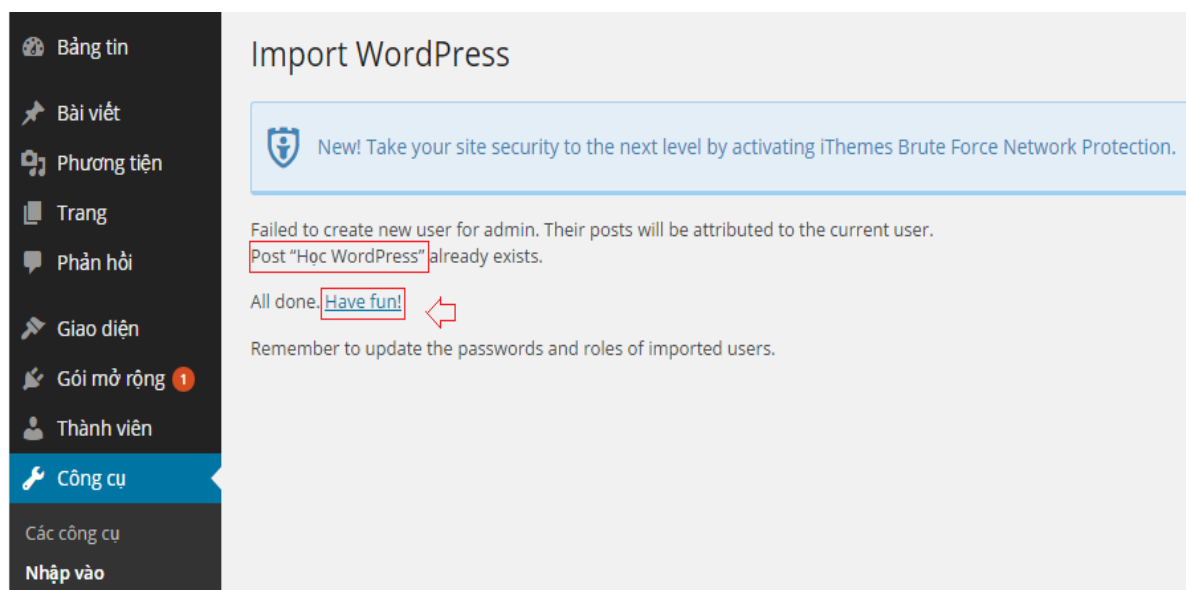 Bảng tin
Bài viết
Phương tiện
Trang
Phản hồi
Giao diện
Gói mở rộng 1
Thành viên
Công cụ
Các công cụ
Nhập vào
Import WordPress
New! Take your site security to the next level by activating iThemes Brute Force Network Protection.
Failed to create new user for admin. Their posts will be attributed to the current user.
Post “Học WordPress” already exists.
All done. Have fun!
Remember to update the passwords and roles of imported users.